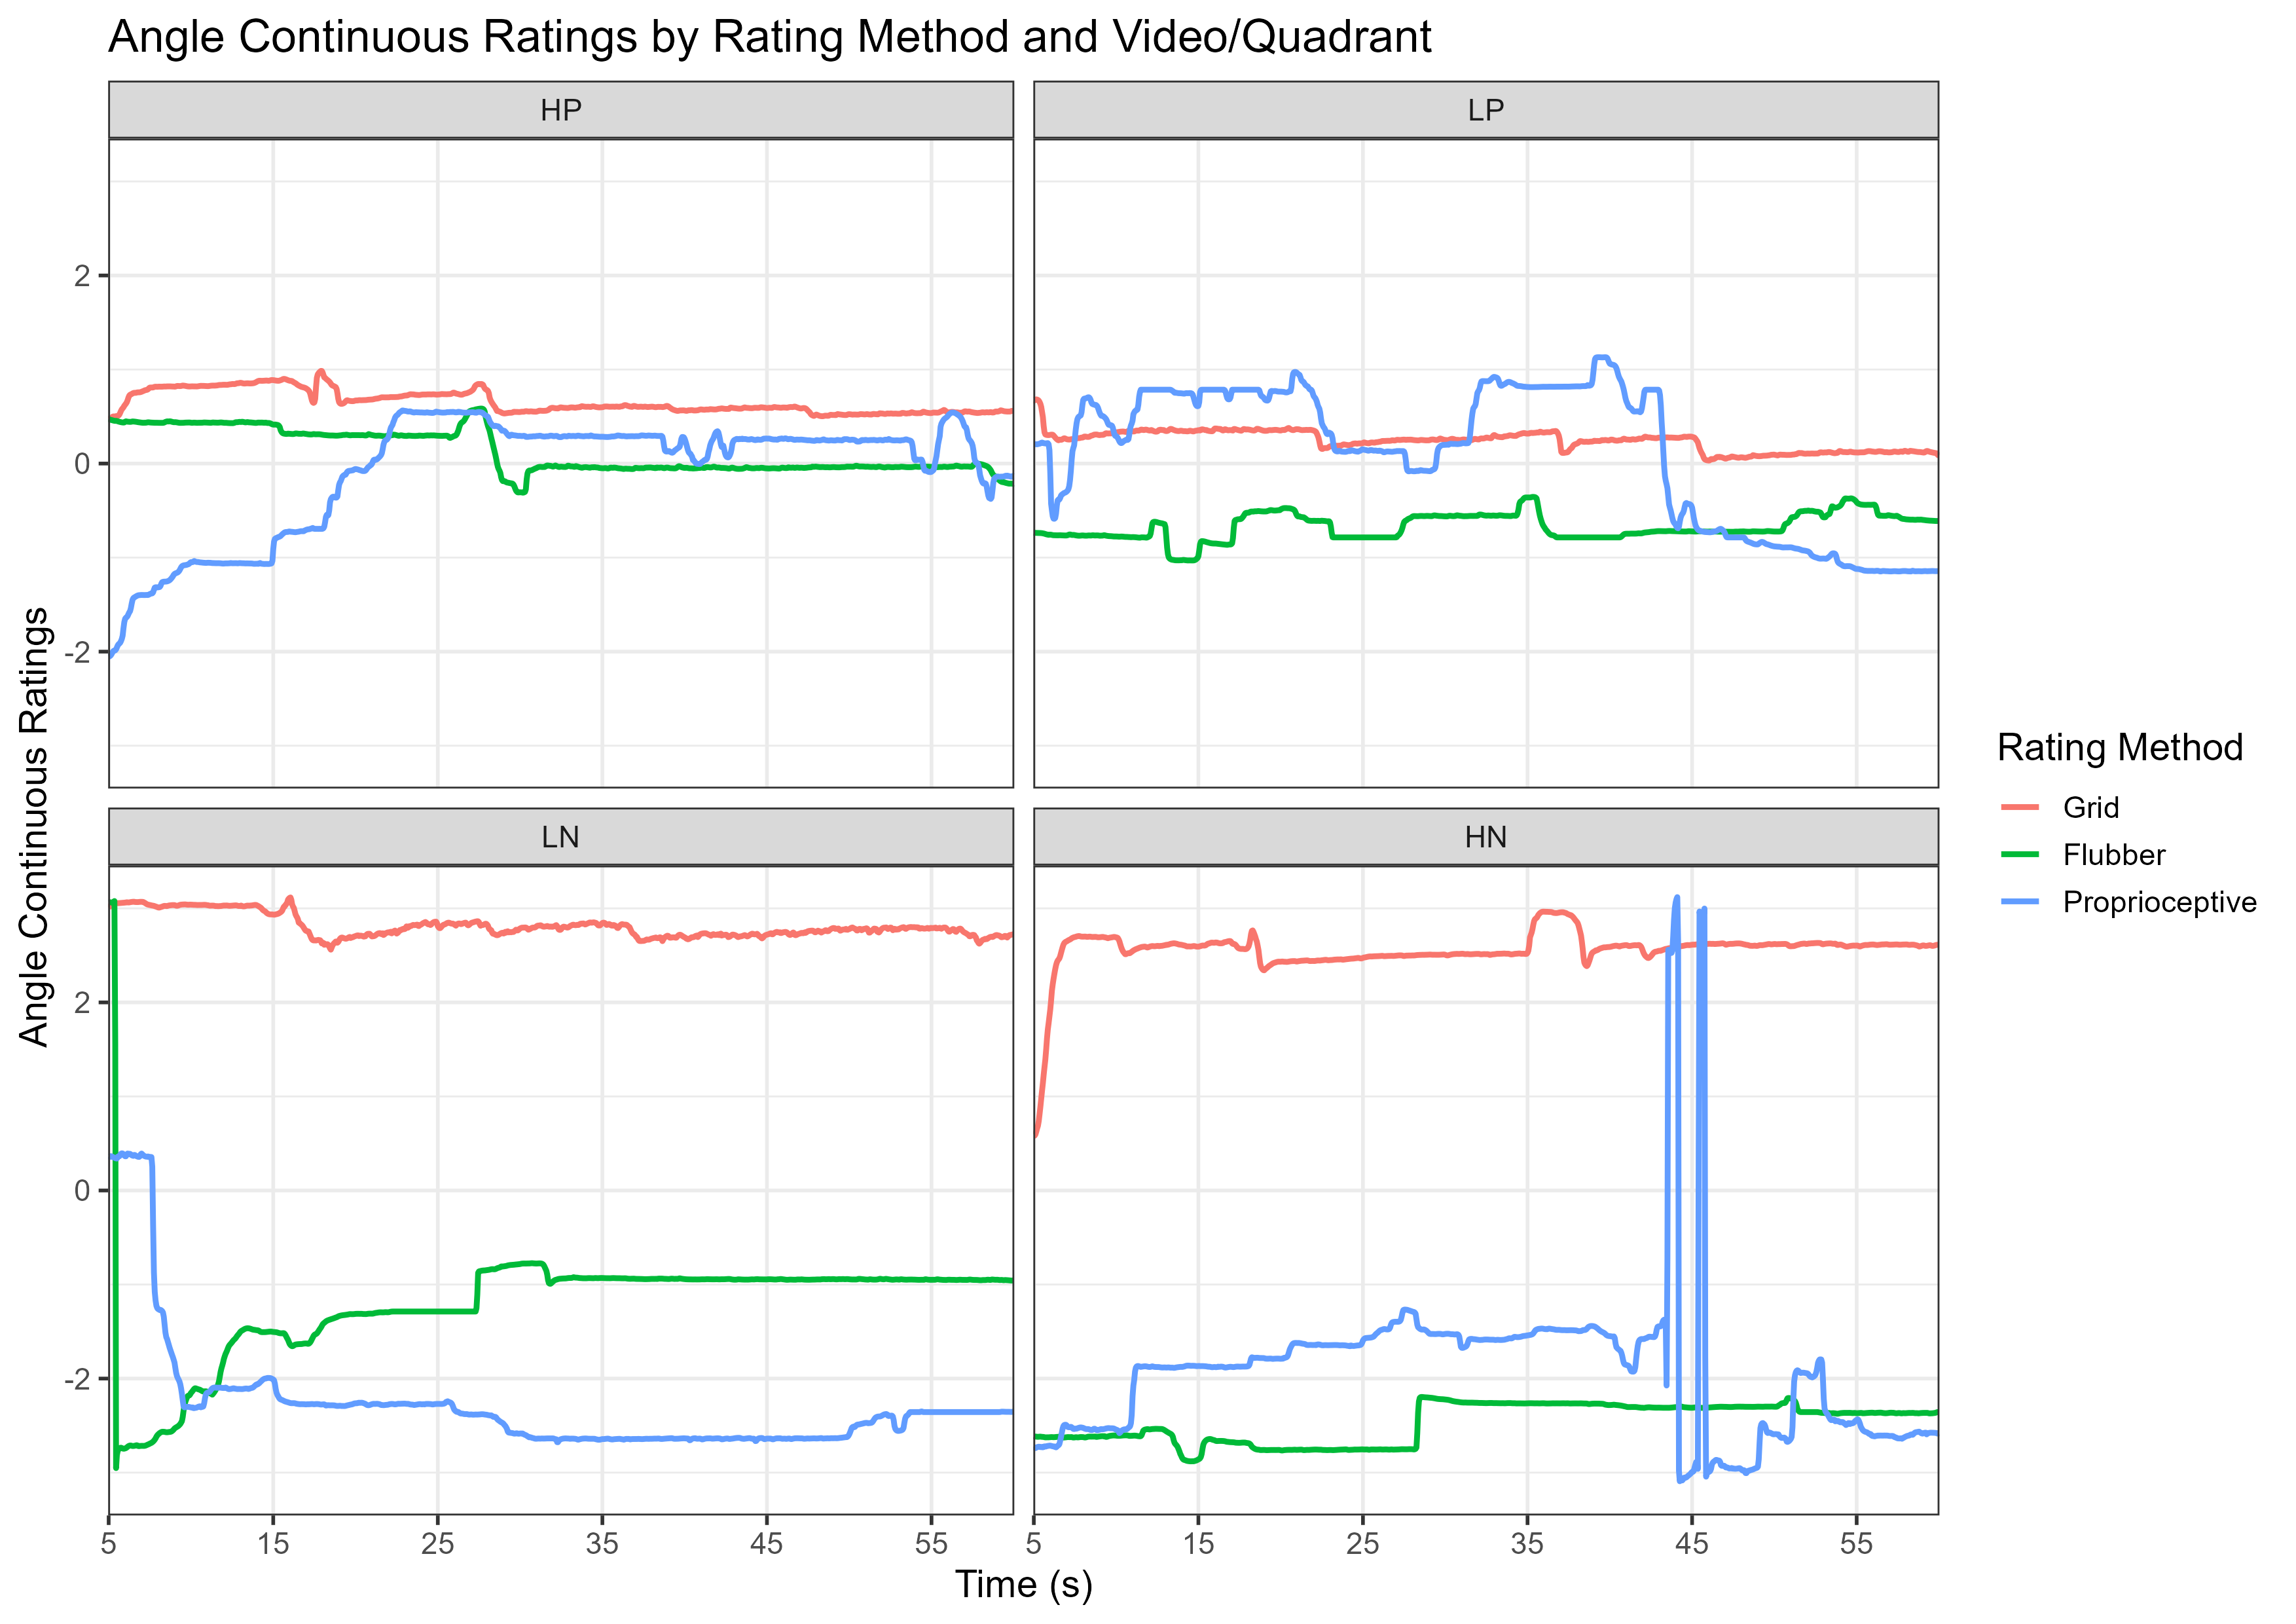 Angle Continuous Ratings by Rating Method and Video/Quadrant
HP
LP
2
0
-2
LN
HN
2
0
-2
5 15 25 35 45 55
5 15 25 35 45 55
Time (s)
Angle Continuous Ratings
Rating Method
Grid
Flubber
Proprioceptive